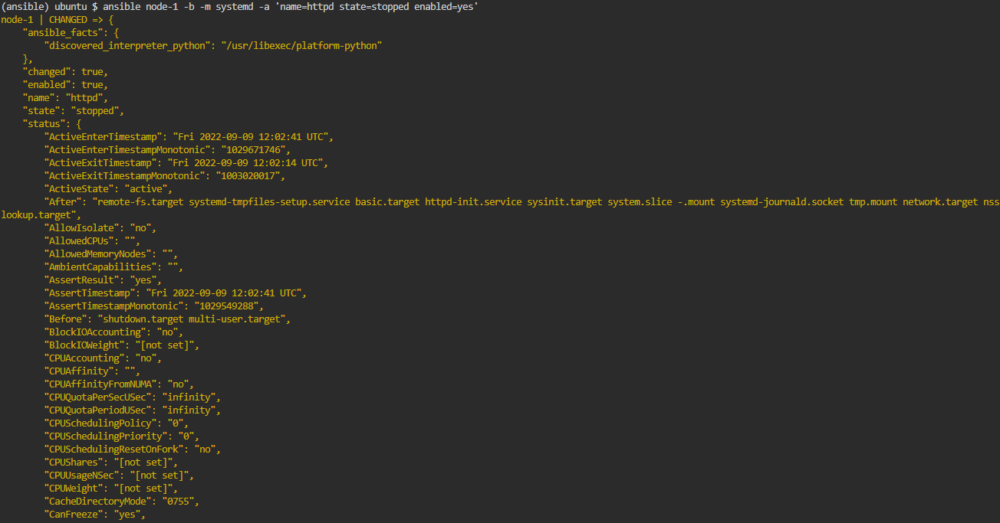 (ansible) ubuntu $ ansible node-1 -b -m systemd -a 'name=httpd state=stopped enabled=yes'
node-1 | CHANGED => {
    "ansible_facts": {
        "discovered_interpreter_python": "/usr/libexec/platform-python"
    },
    "changed": true,
    "enabled": true,
    "name": "httpd",
    "state": "stopped",
    "status": {
        "ActiveEnterTimestamp": "Fri 2022-09-09 12:02:41 UTC",
        "ActiveEnterTimestampMonotonic": "1029671746",
        "ActiveExitTimestamp": "Fri 2022-09-09 12:02:14 UTC",
        "ActiveExitTimestampMonotonic": "1003020017",
        "ActiveState": "active",
        "After": "remote-fs.target systemd-tmpfiles-setup.service basic.target httpd-init.service sysinit.target system.slice -.mount systemd-journald.socket tmp.mount network.target nss
lookup.target",
        "AllowIsolate": "no",
        "AllowedCPUs": "",
        "AllowedMemoryNodes": "",
        "AmbientCapabilities": "",
        "AssertResult": "yes",
        "AssertTimestamp": "Fri 2022-09-09 12:02:41 UTC",
        "AssertTimestampMonotonic": "1029549288",
        "Before": "shutdown.target multi-user.target",
        "BlockIOAccounting": "no",
        "BlockIOWeight": "[not set]",
        "CPUAccounting": "no",
        "CPUAffinity": "",
        "CPUAffinityFromNUMA": "no",
        "CPUQuotaPerSecUSec": "infinity",
        "CPUQuotaPeriodUSec": "infinity",
        "CPUSchedulingPolicy": "0",
        "CPUSchedulingPriority": "0",
        "CPUSchedulingResetOnFork": "no",
        "CPUShares": "[not set]",
        "CPUUsageNSec": "[not set]",
        "CPUWeight": "[not set]",
        "CacheDirectoryMode": "0755",
        "CanFreeze": "yes",